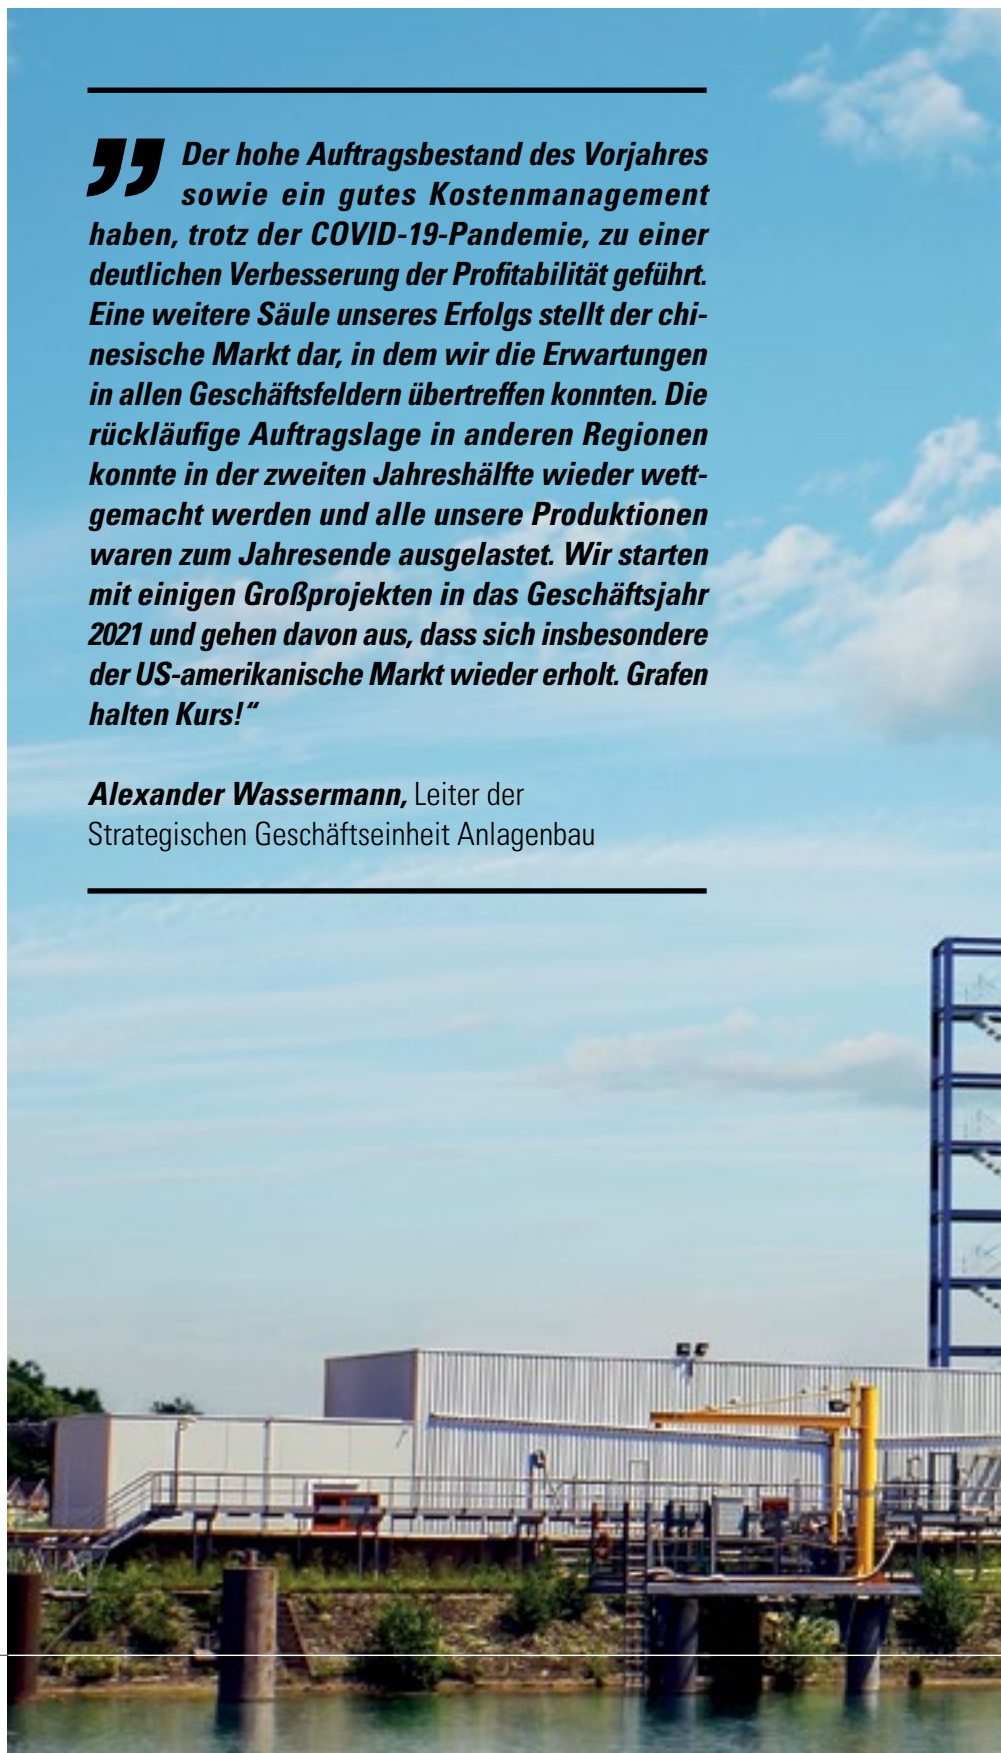 „Der hohe Auftragsbestand des Vorjahres
sowie ein gutes Kostenmanagement
haben, trotz der COVID-19-Pandemie, zu einer
deutlichen Verbesserung der Profitabilität geführt.
Eine weitere Säule unseres Erfolgs stellt der chi-
nesische Markt dar, in dem wir die Erwartungen
in allen Geschäftsfeldern übertreffen konnten. Die
rückläufige Auftragslage in anderen Regionen
konnte in der zweiten Jahreshälfte wieder wett-
gemacht werden und alle unsere Produktionen
waren zum Jahresende ausgelastet. Wir starten
mit einigen Großprojekten in das Geschäftsjahr
2021 und gehen davon aus, dass sich insbesondere
der US-amerikanische Markt wieder erholt. Grafen
halten Kurs!“
Alexander Wassermann, Leiter der
Strategischen Geschäftseinheit Anlagenbau